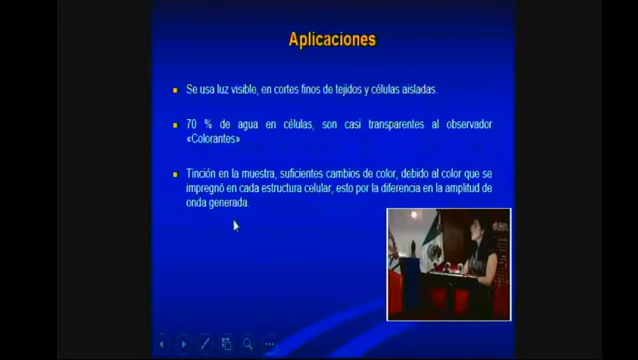 Aplicaciones
Se usa luz visible, en cortes finos de tejidos y células aisladas.
70 % de agua en células, son casi transparentes al observador
«Colorantes»
Tinción en la muestra, suficientes cambios de color, debido al color que se
impregnó en cada estructura celular, esto por la diferencia en la amplitud de
onda generada.